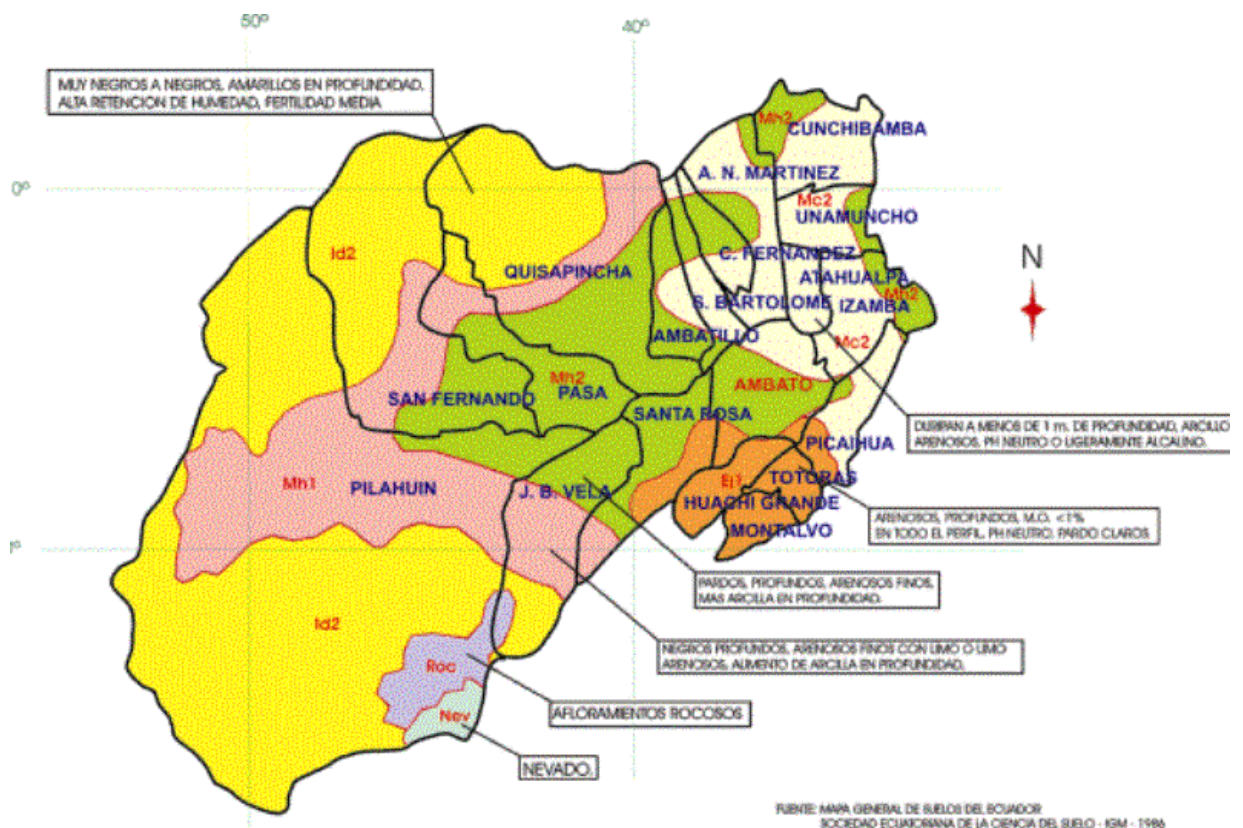 50º
40º
MUY NEGROS A NEGROS, AMARILLOS EN PROFUNDIDAD,
ALTA RETENCION DE HUMEDAD, FERTILIDAD MEDIA
Mh2
CUNCHIBAMBA
A. N. MARTINEZ
0º
Mc2
UNAMUNCHO
Id2
C. FERNANDEZ
N
QUISAPINCHA
ATAHUALPA
S. BARTOLOME
IZAMBA
Mh2
AMBATILLO
Mc2
Mh2
AMBATO
SAN FERNANDO
PASA
SANTA ROSA
DURIPAN A MENOS DE 1 m. DE PROFUNDIDAD, ARCILLO
ARENOSOS, PH NEUTRO O LIGERAMENTE ALCALINO.
PICAIHUA
Mh1
PILAHUIN
J. B. VELA
Ej1
TOTORAS
HUACHI GRANDE
MONTALVO
ARENOSOS, PROFUNDOS, M.O. <1%
EN TODO EL PERFIL, PH NEUTRO, PARDO CLAROS.
1º
PARDOS, PROFUNDOS, ARENOSOS FINOS,
MAS ARCILLA EN PROFUNDIDAD.
Id2
NEGROS PROFUNDOS, ARENOSOS FINOS CON LIMO O LIMO
ARENOSOS, AUMENTO DE ARCILLA EN PROFUNDIDAD.
Roc
Nev
AFLORAMIENTOS ROCOSOS
NEVADO.
FUENTE: MAPA GENERAL DE SUELOS DEL ECUADOR
SOCIEDAD ECUATORIANA DE LA CIENCIA DEL SUELO - IGM - 1986